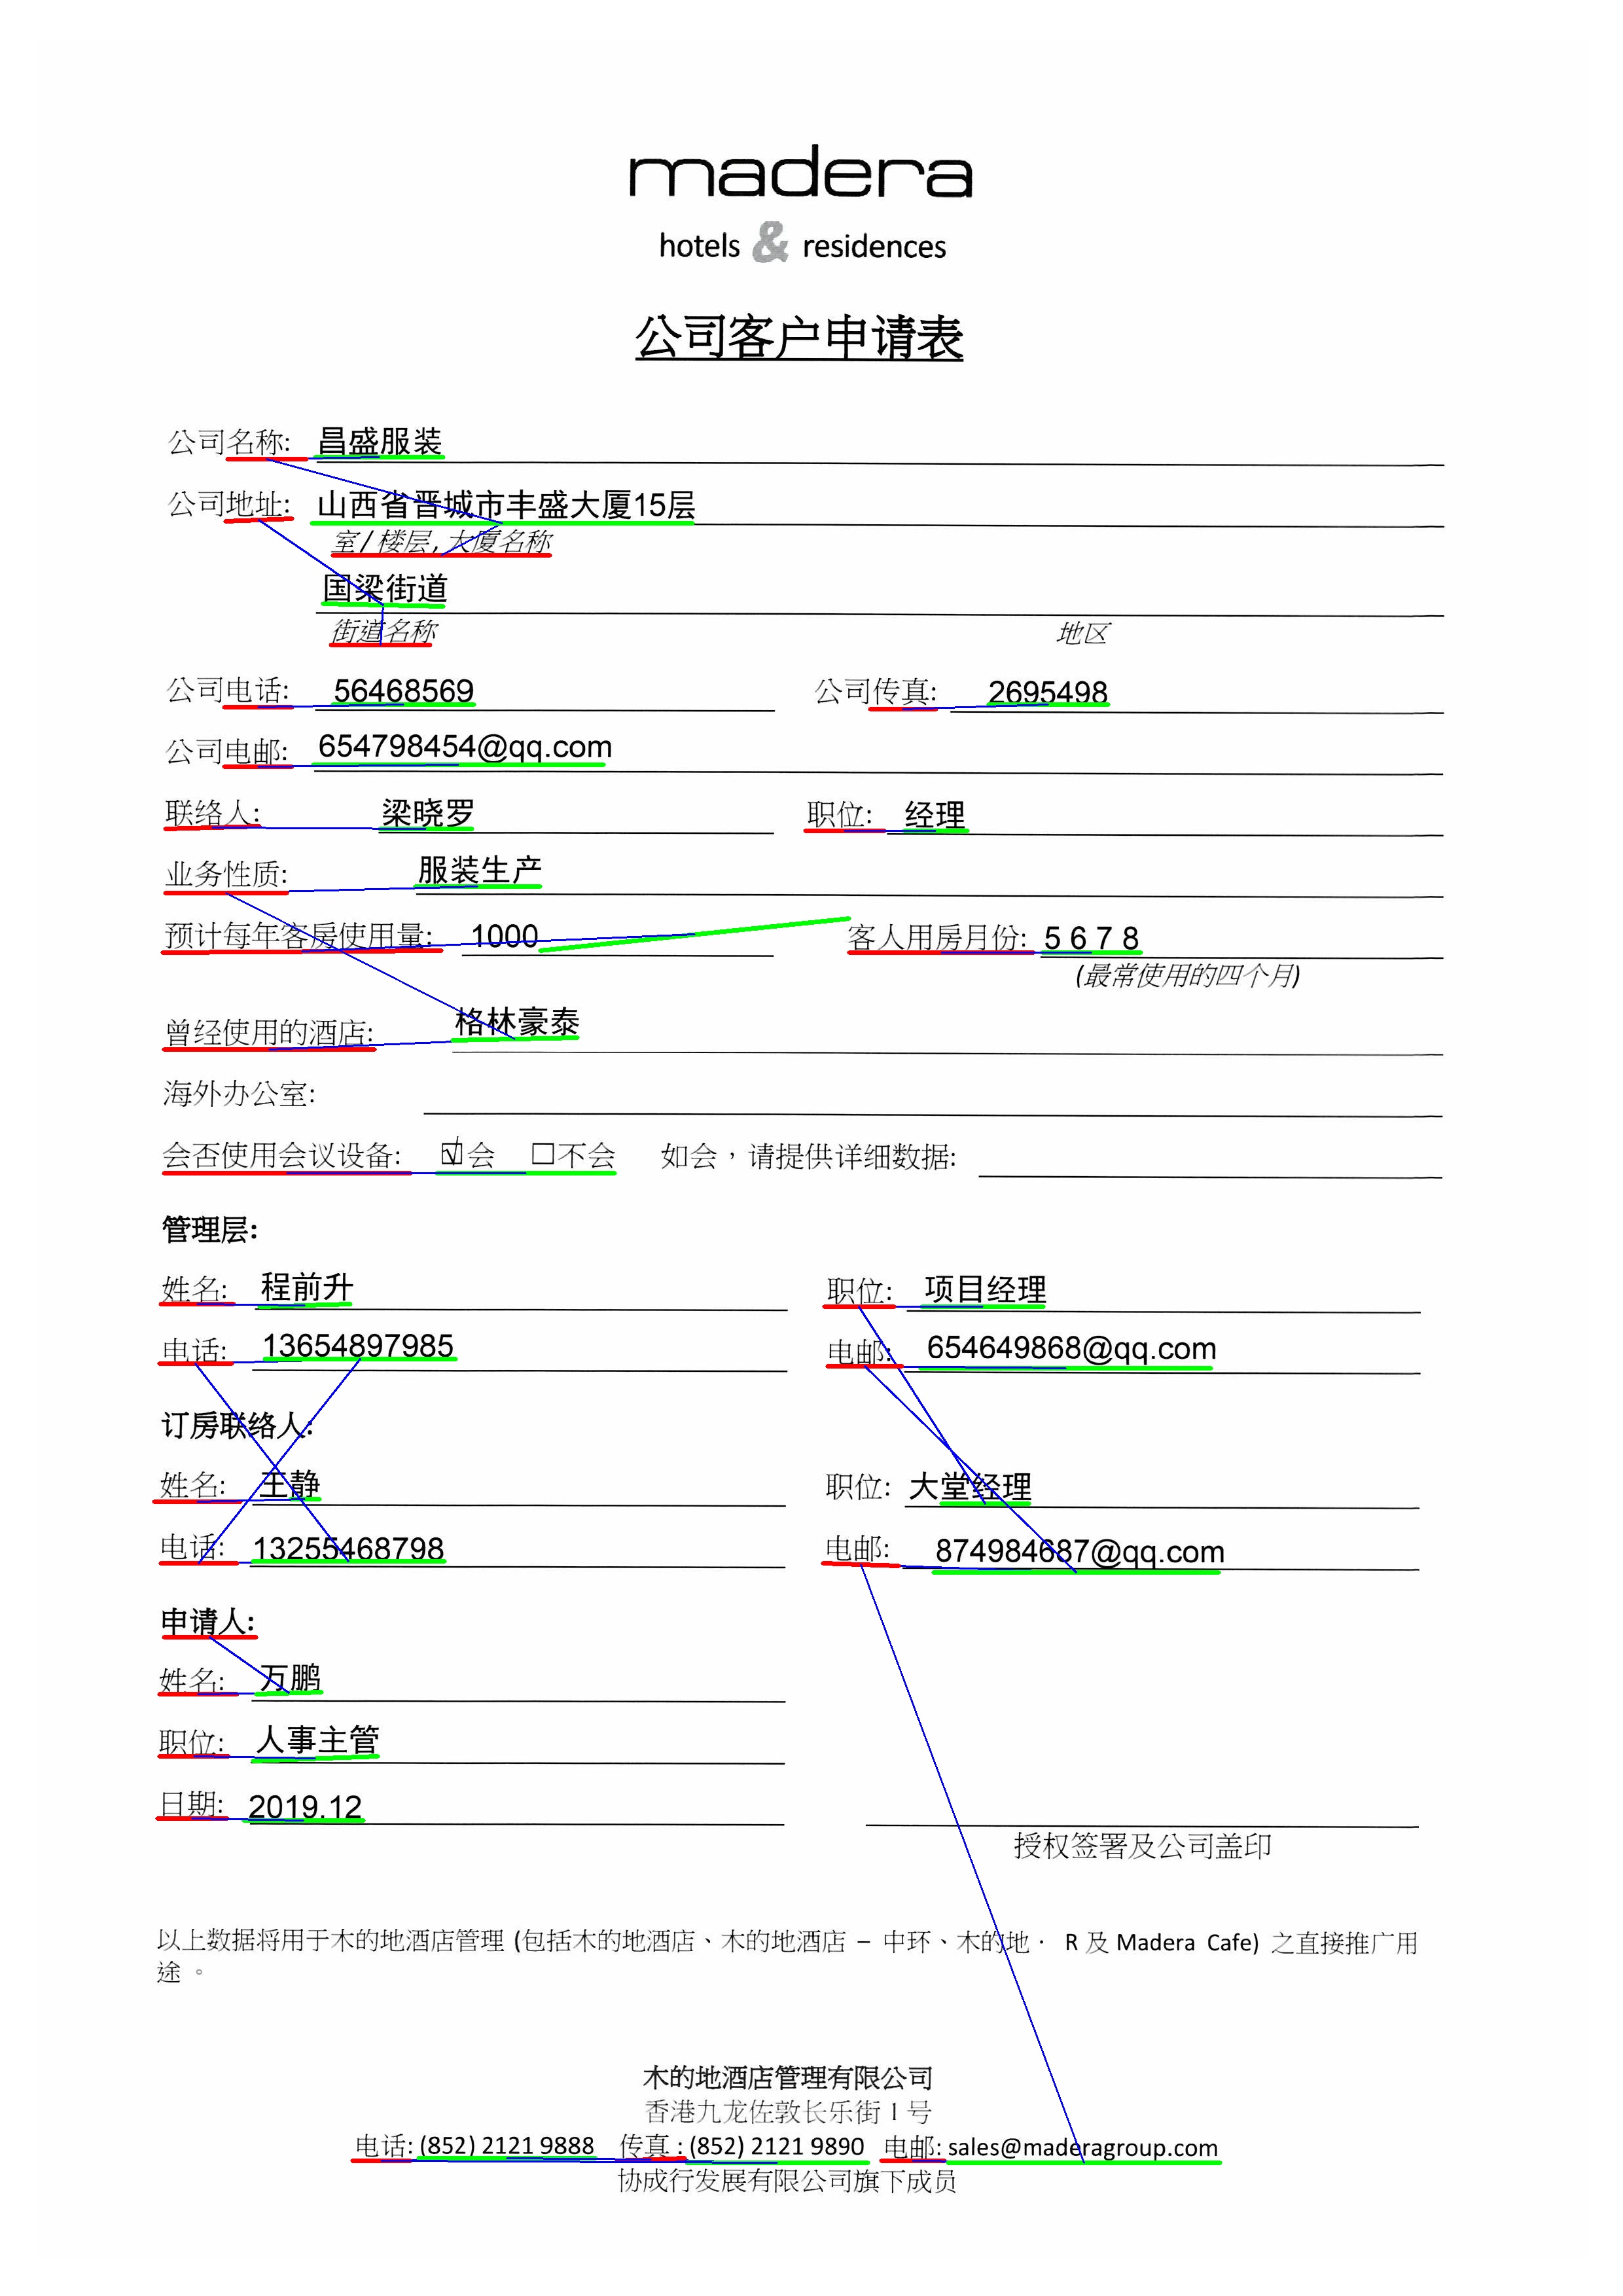 madera
hotels & residences
公司客户申请表
公司名称: 昌盛服装
公司地址: 山西省晋城市丰盛大厦15层
室/楼层,大厦名称
国梁街道
街道名称 地区
公司电话: 56468569 公司传真: 2695498
公司电邮: 654798454@qq.com
联络人: 梁晓罗 职位: 经理
业务性质: 服装生产
预计每年客房使用量: 1000 客人用房月份: 5 6 7 8
(最常使用的四个月)
曾经使用的酒店: 格林豪泰
海外办公室:
会否使用会议设备: ☑会 □不会 如会，请提供详细数据:
管理层:
姓名: 程前升 职位: 项目经理
电话: 13654897985 电邮: 654649868@qq.com
订房联络人:
姓名: 王静 职位: 大堂经理
电话: 13255468798 电邮: 874984687@qq.com
申请人:
姓名: 万鹏
职位: 人事主管
日期: 2019.12
授权签署及公司盖印
以上数据将用于木的地酒店管理 (包括木的地酒店、木的地酒店 – 中环、木的地· R 及 Madera Cafe) 之直接推广用
途。
木的地酒店管理有限公司
香港九龙佐敦长乐街 1 号
电话: (852) 2121 9888 传真 : (852) 2121 9890 电邮: sales@maderagroup.com
协成行发展有限公司旗下成员